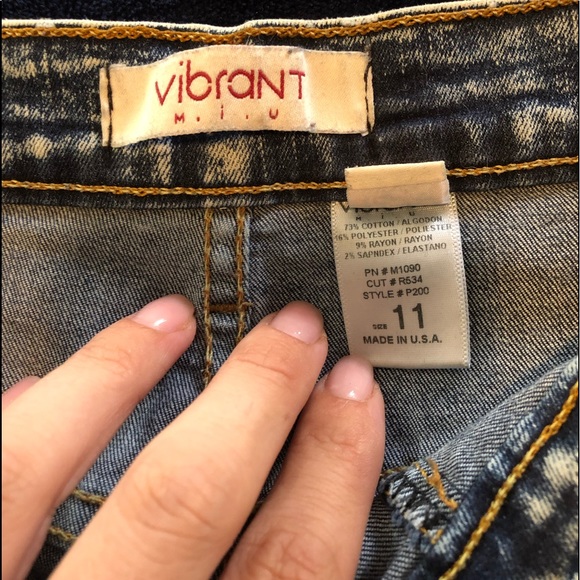 vibrANT
M.i.U
VIBRANT
M i U
73% COTTON / ALGODON
16% POLYESTER / POLIESTER
9% RAYON / RAYON
2% SAPNDEX / ELASTANO
PN # M1090
CUT # R534
STYLE # P200
SIZE 11
MADE IN U.S.A.